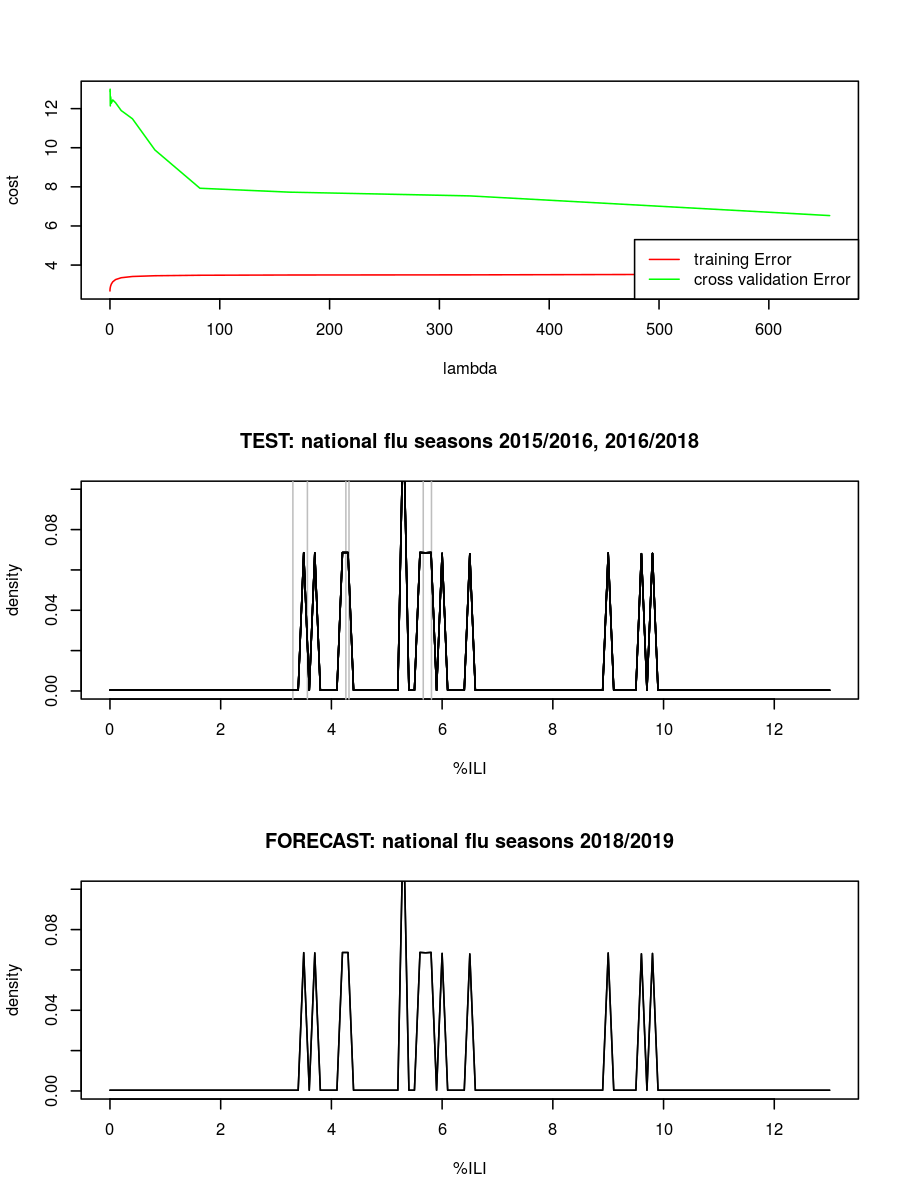 12
10
8
6
4
cost
training Error
cross validation Error
0 100 200 300 400 500 600
lambda
TEST: national flu seasons 2015/2016, 2016/2018
0.08
0.04
0.00
density
0 2 4 6 8 10 12
%ILI
FORECAST: national flu seasons 2018/2019
0.08
0.04
0.00
density
0 2 4 6 8 10 12
%ILI